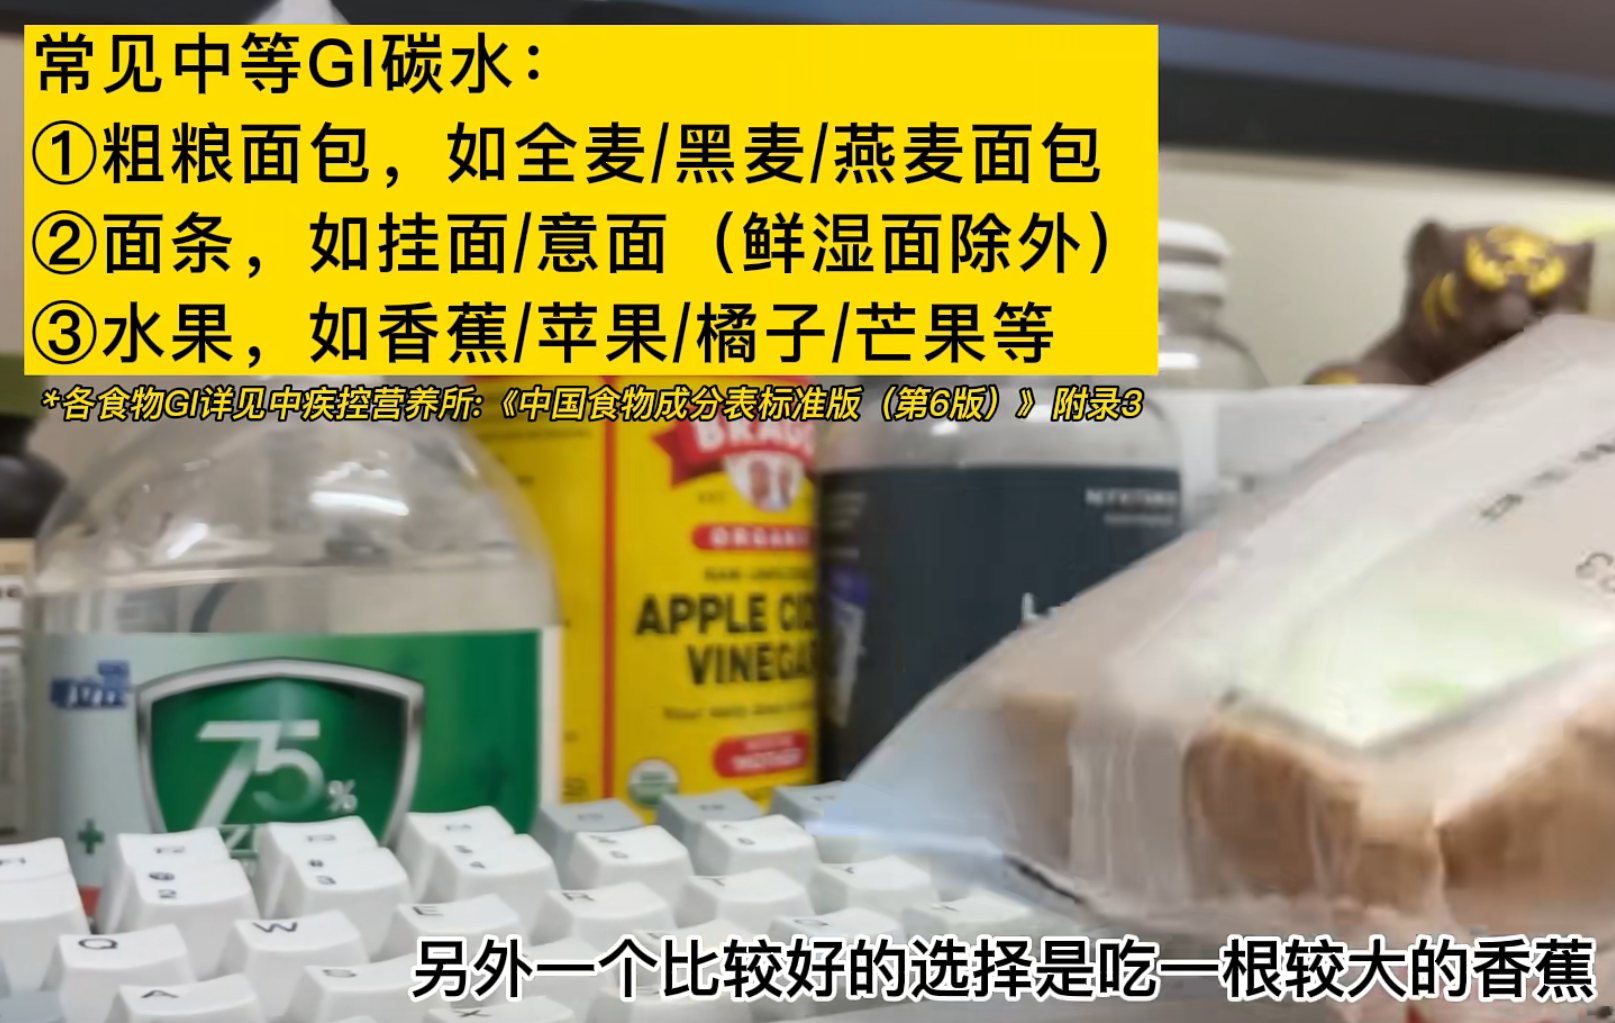 常见中等GI碳水：
①粗粮面包，如全麦/黑麦/燕麦面包
②面条，如挂面/意面（鲜湿面除外）
③水果，如香蕉/苹果/橘子/芒果等
*各食物GI详见中疾控营养所:《中国食物成分表标准版（第6版）》附录3
BRAGG
ORGANIC
APPLE CIDER
VINEGAR
75%
Q
W
E
R
T
Y
A
另外一个比较好的选择是吃一根较大的香蕉